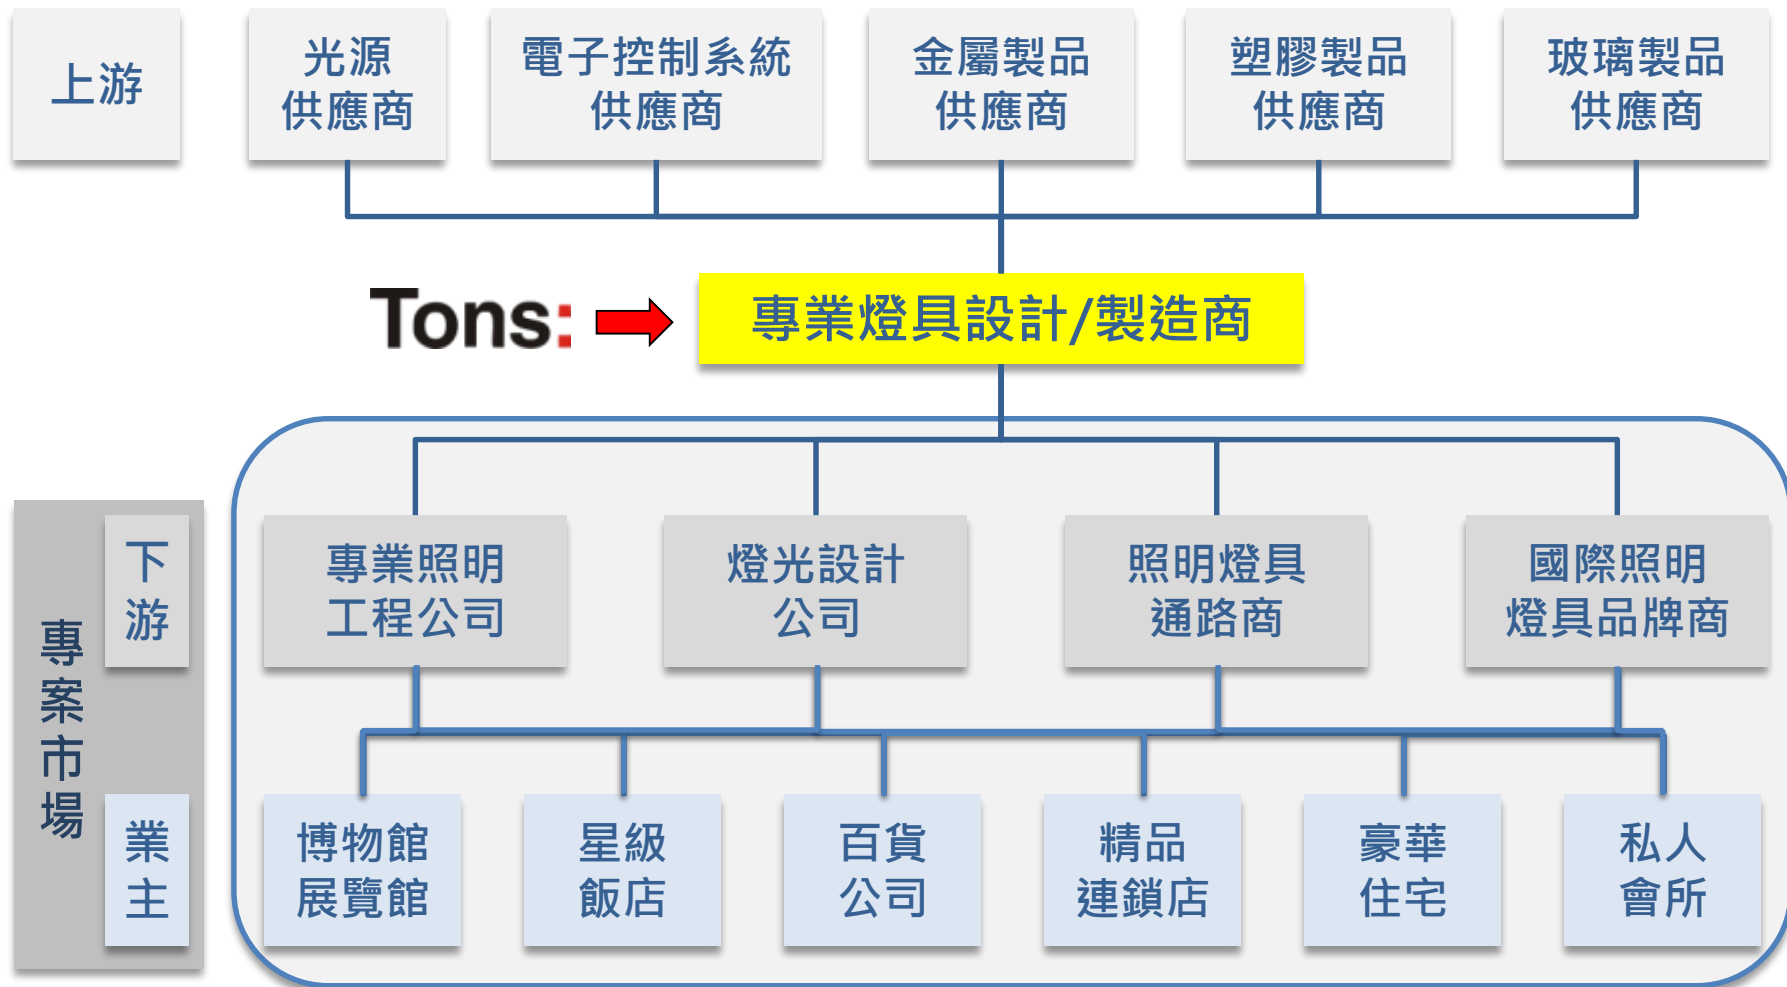 上游
光源
供應商
電子控制系統
供應商
金屬製品
供應商
塑膠製品
供應商
玻璃製品
供應商
Tons:
專業燈具設計/製造商
專案市場
下游
專業照明
工程公司
燈光設計
公司
照明燈具
通路商
國際照明
燈具品牌商
業主
博物館
展覽館
星級
飯店
百貨
公司
精品
連鎖店
豪華
住宅
私人
會所